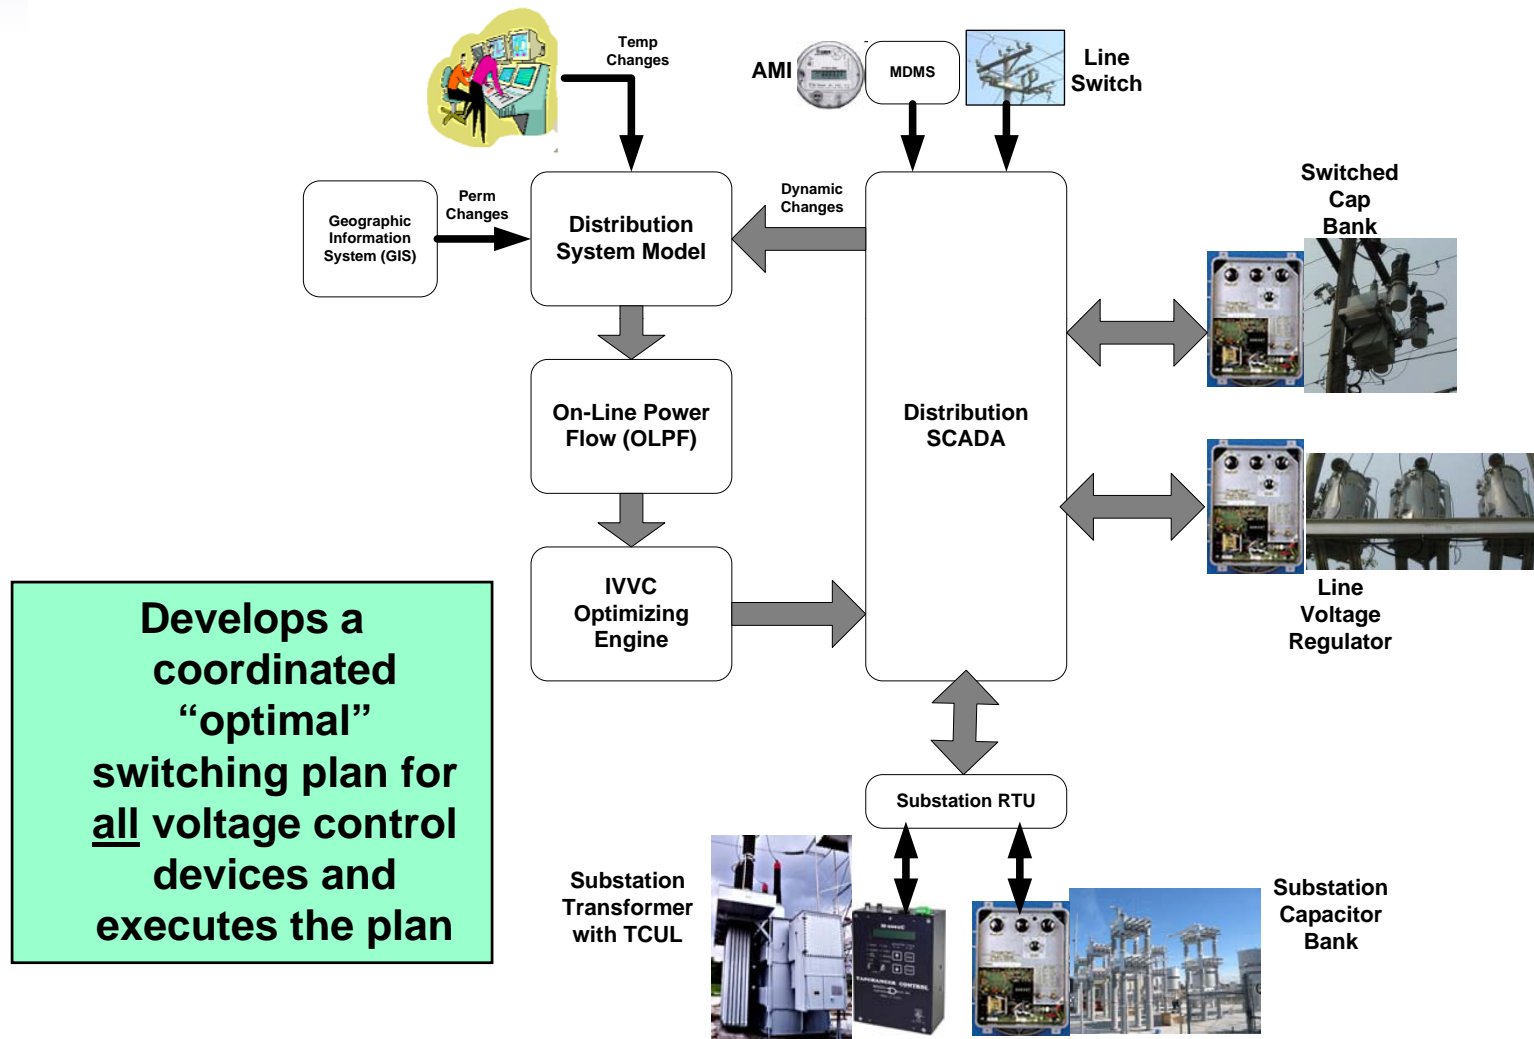 Temp
Changes
AMI
MDMS
Line
Switch
Geographic
Information
System (GIS)
Perm
Changes
Distribution
System Model
Dynamic
Changes
Switched
Cap
Bank
On-Line Power
Flow (OLPF)
Distribution
SCADA
Line
Voltage
Regulator
IVVC
Optimizing
Engine
Develops a
coordinated
“optimal”
switching plan for
all voltage control
devices and
executes the plan
Substation RTU
Substation
Transformer
with TCUL
TAPCHANGER CONTROL
Substation
Capacitor
Bank